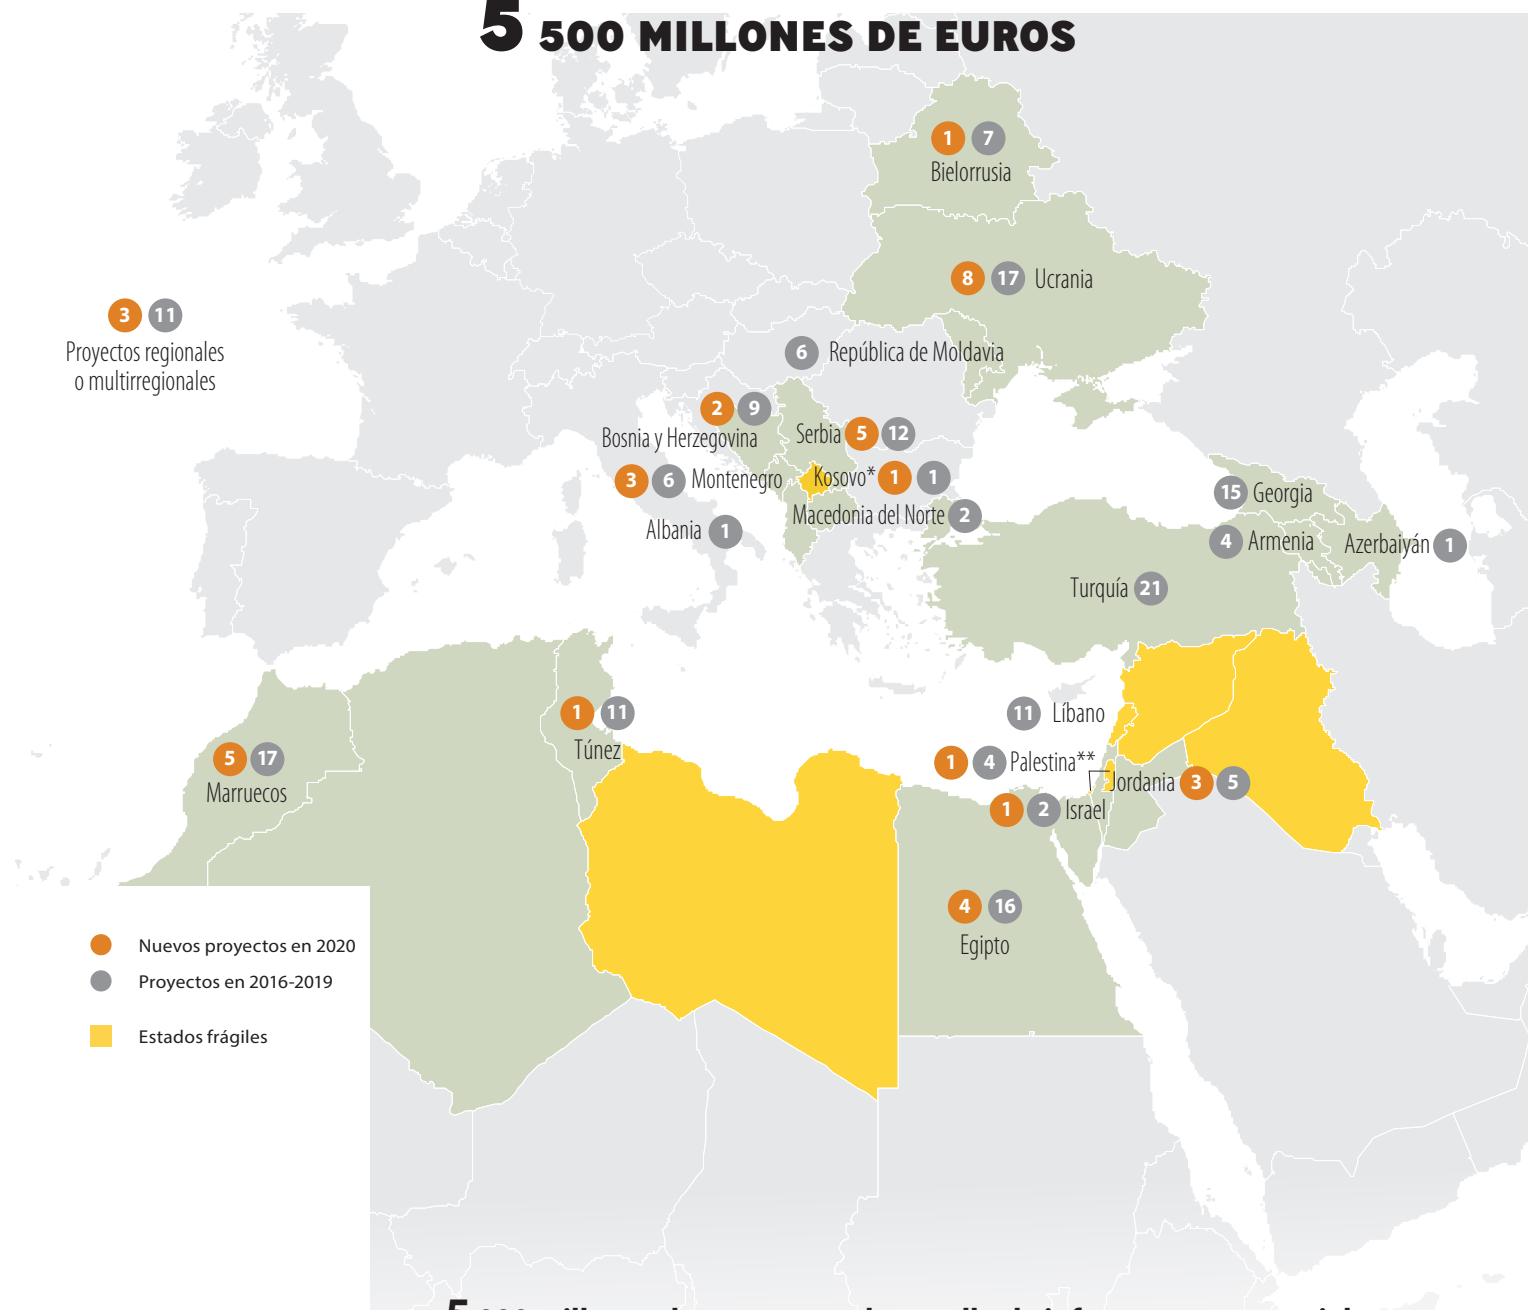 5 500 MILLONES DE EUROS
1 7
Bielorrusia
8 17 Ucrania
3 11
Proyectos regionales
o multirregionales
6 República de Moldavia
2 9
Bosnia y Herzegovina
Serbia 5 12
3 6 Montenegro
Kosovo* 1 1
Macedonia del Norte 2
Albania 1
15 Georgia
4 Armenia
Azerbaiyán 1
Turquía 21
1 11
Túnez
11 Líbano
5 17
Marruecos
1 4 Palestina**
Jordania 3 5
1 2 Israel
4 16
Egipto
Nuevos proyectos en 2020
Proyectos en 2016-2019
Estados frágiles
5